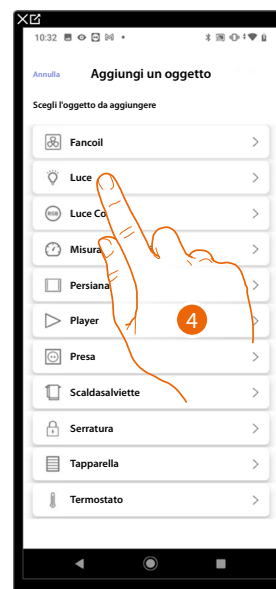 10:32
Annulla Aggiungi un oggetto
Scegli l'oggetto da aggiungere
Fancoil
Luce
RGB Luce Co
Misura
Persiana
Player
4
Presa
Scaldasalviette
Serratura
Tapparella
Termostato